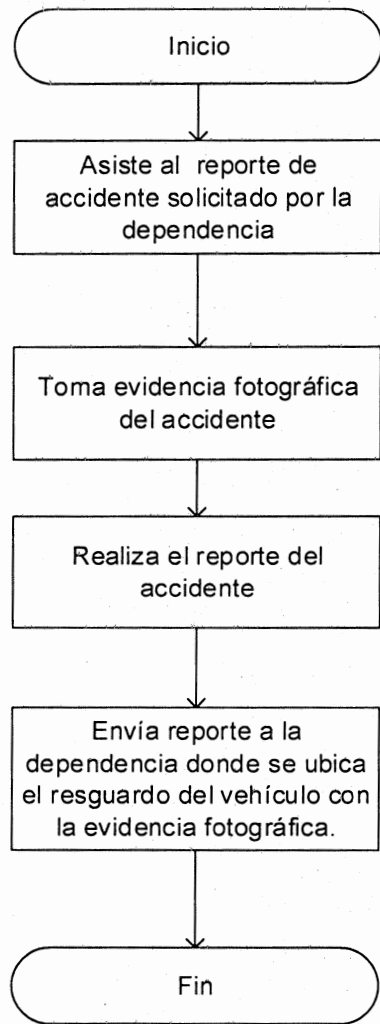 Inicio
Asiste al reporte de
accidente solicitado por la
dependencia
Toma evidencia fotográfica
del accidente
Realiza el reporte del
accidente
Envía reporte a la
dependencia donde se ubica
el resguardo del vehículo con
la evidencia fotográfica.
Fin